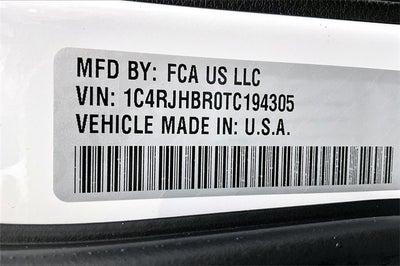 MFD BY: FCA US LLC
VIN: 1C4RJHBR0TC194305
VEHICLE MADE IN: U.S.A.